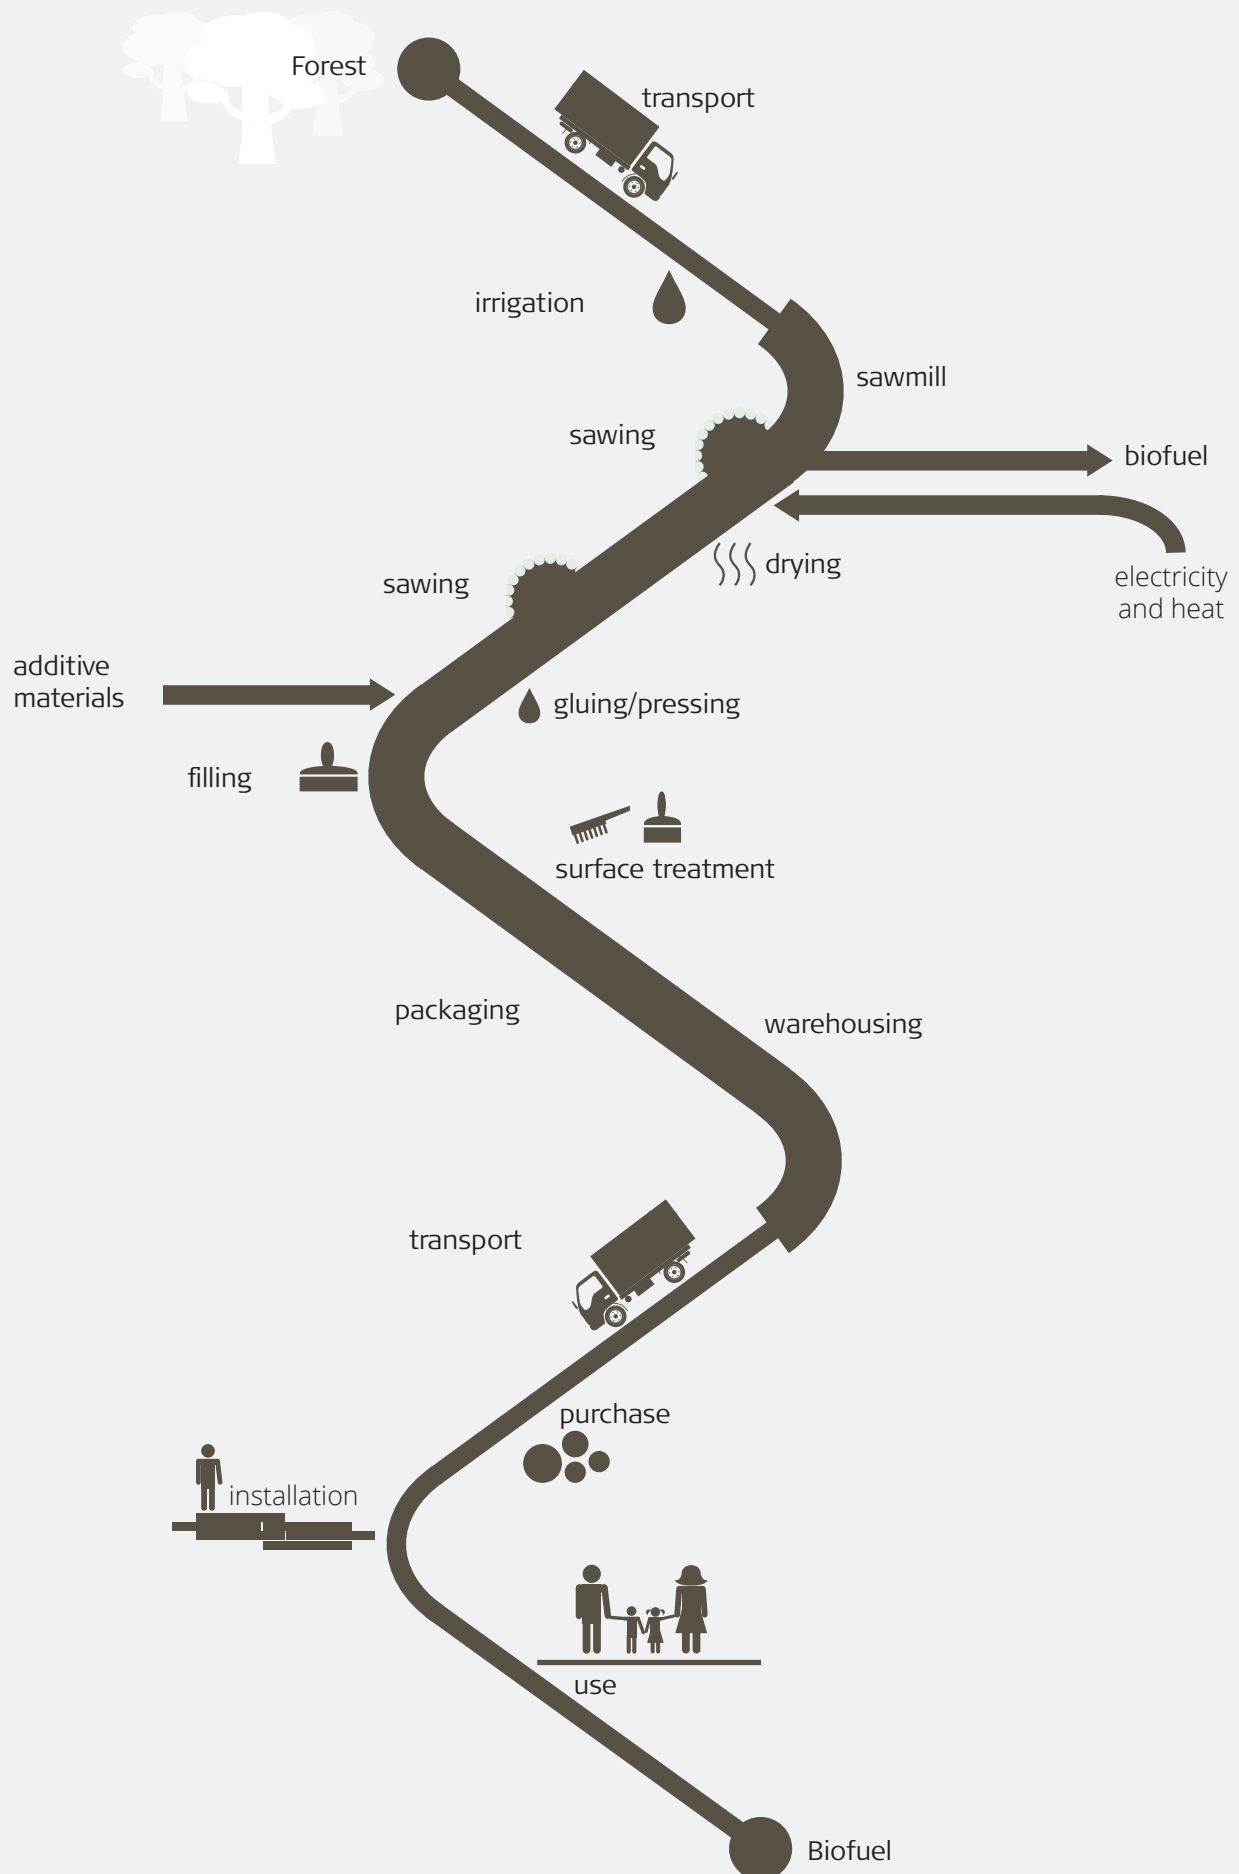 Forest
transport
irrigation
sawmill
sawing
biofuel
drying
electricity
and heat
sawing
additive
materials
gluing/pressing
filling
surface treatment
packaging
warehousing
transport
purchase
installation
use
Biofuel